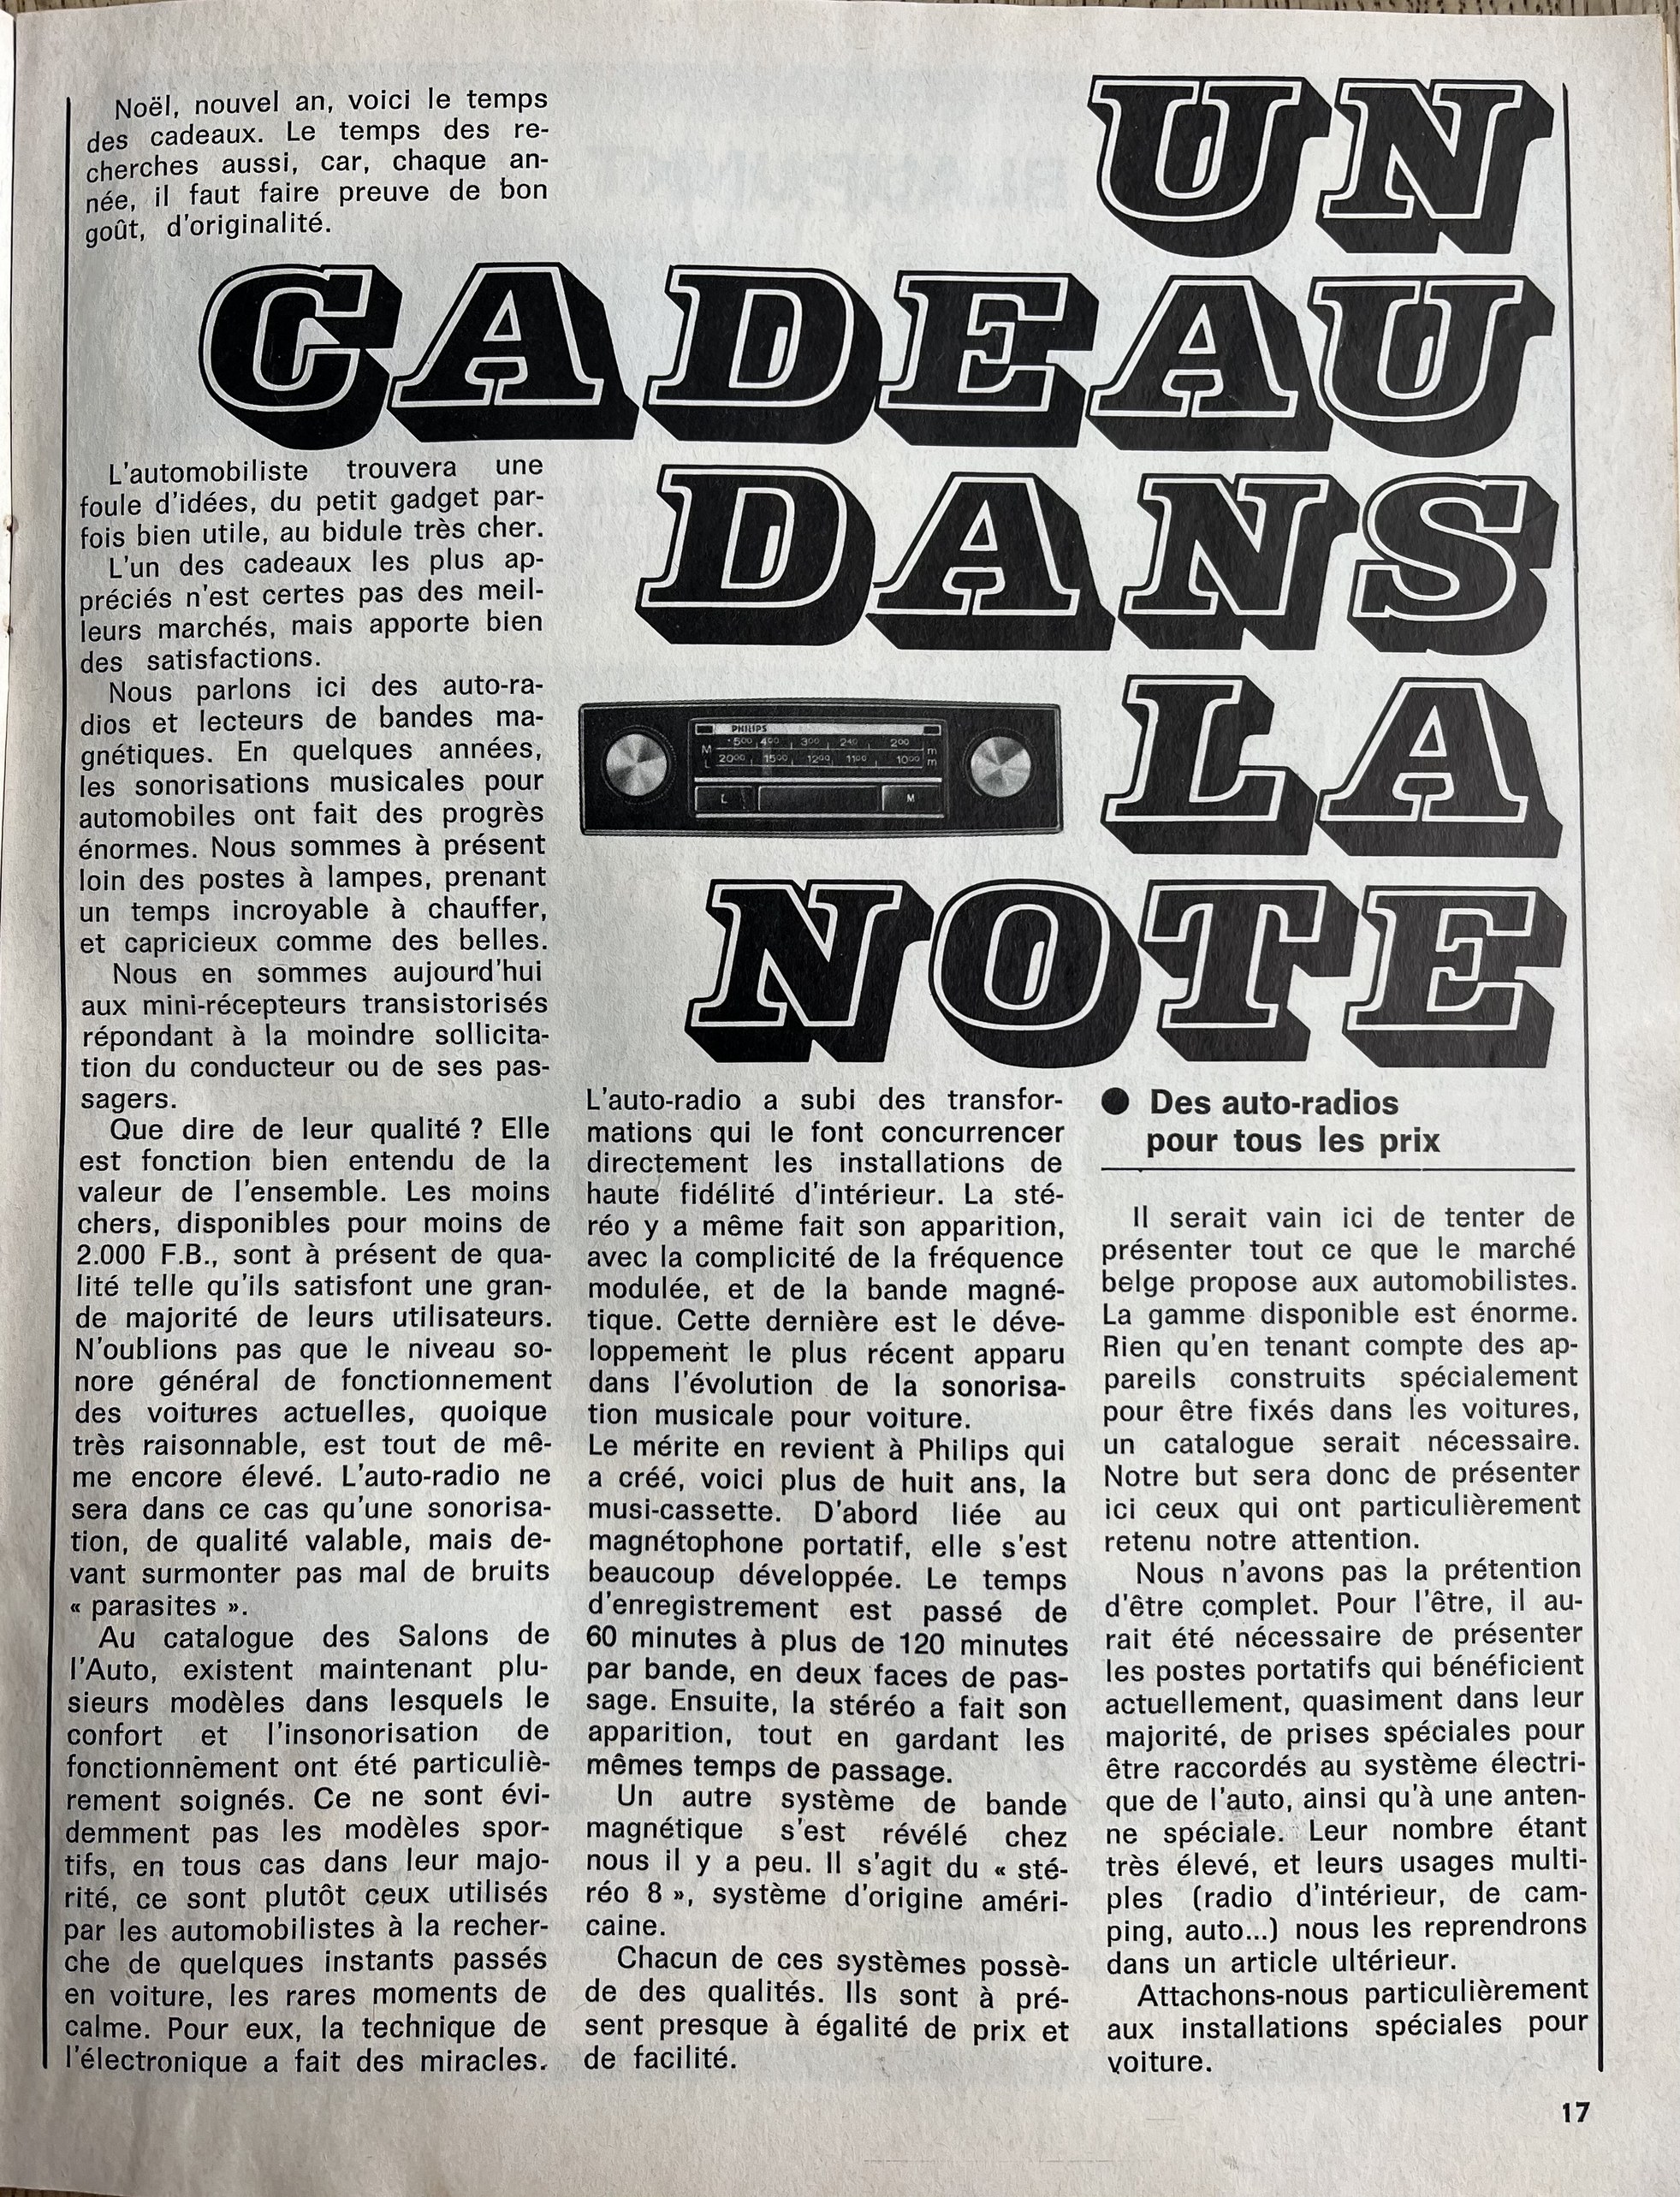 Noël, nouvel an, voici le temps
des cadeaux. Le temps des re-
cherches aussi, car, chaque an-
née, il faut faire preuve de bon
goût, d'originalité.
UN
CADEAU
DANS
LA
NOTE
L'automobiliste trouvera une
foule d'idées, du petit gadget par-
fois bien utile, au bidule très cher.
L'un des cadeaux les plus ap-
préciés n'est certes pas des meil-
leurs marchés, mais apporte bien
des satisfactions.
Nous parlons ici des auto-ra-
dios et lecteurs de bandes ma-
gnétiques. En quelques années,
les sonorisations musicales pour
automobiles ont fait des progrès
énormes. Nous sommes à présent
loin des postes à lampes, prenant
un temps incroyable à chauffer,
et capricieux comme des belles.
Nous en sommes aujourd'hui
aux mini-récepteurs transistorisés
répondant à la moindre sollicita-
tion du conducteur ou de ses pas-
sagers.
Que dire de leur qualité ? Elle
est fonction bien entendu de la
valeur de l'ensemble. Les moins
chers, disponibles pour moins de
2.000 F.B., sont à présent de qua-
lité telle qu'ils satisfont une gran-
de majorité de leurs utilisateurs.
N'oublions pas que le niveau so-
nore général de fonctionnement
des voitures actuelles, quoique
très raisonnable, est tout de mê-
me encore élevé. L'auto-radio ne
sera dans ce cas qu'une sonorisa-
tion, de qualité valable, mais de-
vant surmonter pas mal de bruits
« parasites ».
Au catalogue des Salons de
l'Auto, existent maintenant plu-
sieurs modèles dans lesquels le
confort et l'insonorisation de
fonctionnement ont été particuliè-
rement soignés. Ce ne sont évi-
demment pas les modèles spor-
tifs, en tous cas dans leur majo-
rité, ce sont plutôt ceux utilisés
par les automobilistes à la recher-
che de quelques instants passés
en voiture, les rares moments de
calme. Pour eux, la technique de
l'électronique a fait des miracles.
PHILIPS
M 500 400 300 240 200 m
L 2000 1500 1200 1100 1000 m
L M
L'auto-radio a subi des transfor-
mations qui le font concurrencer
directement les installations de
haute fidélité d'intérieur. La sté-
réo y a même fait son apparition,
avec la complicité de la fréquence
modulée, et de la bande magné-
tique. Cette dernière est le déve-
loppement le plus récent apparu
dans l'évolution de la sonorisa-
tion musicale pour voiture.
Le mérite en revient à Philips qui
a créé, voici plus de huit ans, la
musi-cassette. D'abord liée au
magnétophone portatif, elle s'est
beaucoup développée. Le temps
d'enregistrement est passé de
60 minutes à plus de 120 minutes
par bande, en deux faces de pas-
sage. Ensuite, la stéréo a fait son
apparition, tout en gardant les
mêmes temps de passage.
Un autre système de bande
magnétique s'est révélé chez
nous il y a peu. Il s'agit du « sté-
réo 8 », système d'origine améri-
caine.
Chacun de ces systèmes possè-
de des qualités. Ils sont à pré-
sent presque à égalité de prix et
de facilité.
● Des auto-radios
pour tous les prix
Il serait vain ici de tenter de
présenter tout ce que le marché
belge propose aux automobilistes.
La gamme disponible est énorme.
Rien qu'en tenant compte des ap-
pareils construits spécialement
pour être fixés dans les voitures,
un catalogue serait nécessaire.
Notre but sera donc de présenter
ici ceux qui ont particulièrement
retenu notre attention.
Nous n'avons pas la prétention
d'être complet. Pour l'être, il au-
rait été nécessaire de présenter
les postes portatifs qui bénéficient
actuellement, quasiment dans leur
majorité, de prises spéciales pour
être raccordés au système électri-
que de l'auto, ainsi qu'à une anten-
ne spéciale. Leur nombre étant
très élevé, et leurs usages multi-
ples (radio d'intérieur, de cam-
ping, auto...) nous les reprendrons
dans un article ultérieur.
Attachons-nous particulièrement
aux installations spéciales pour
voiture.
17